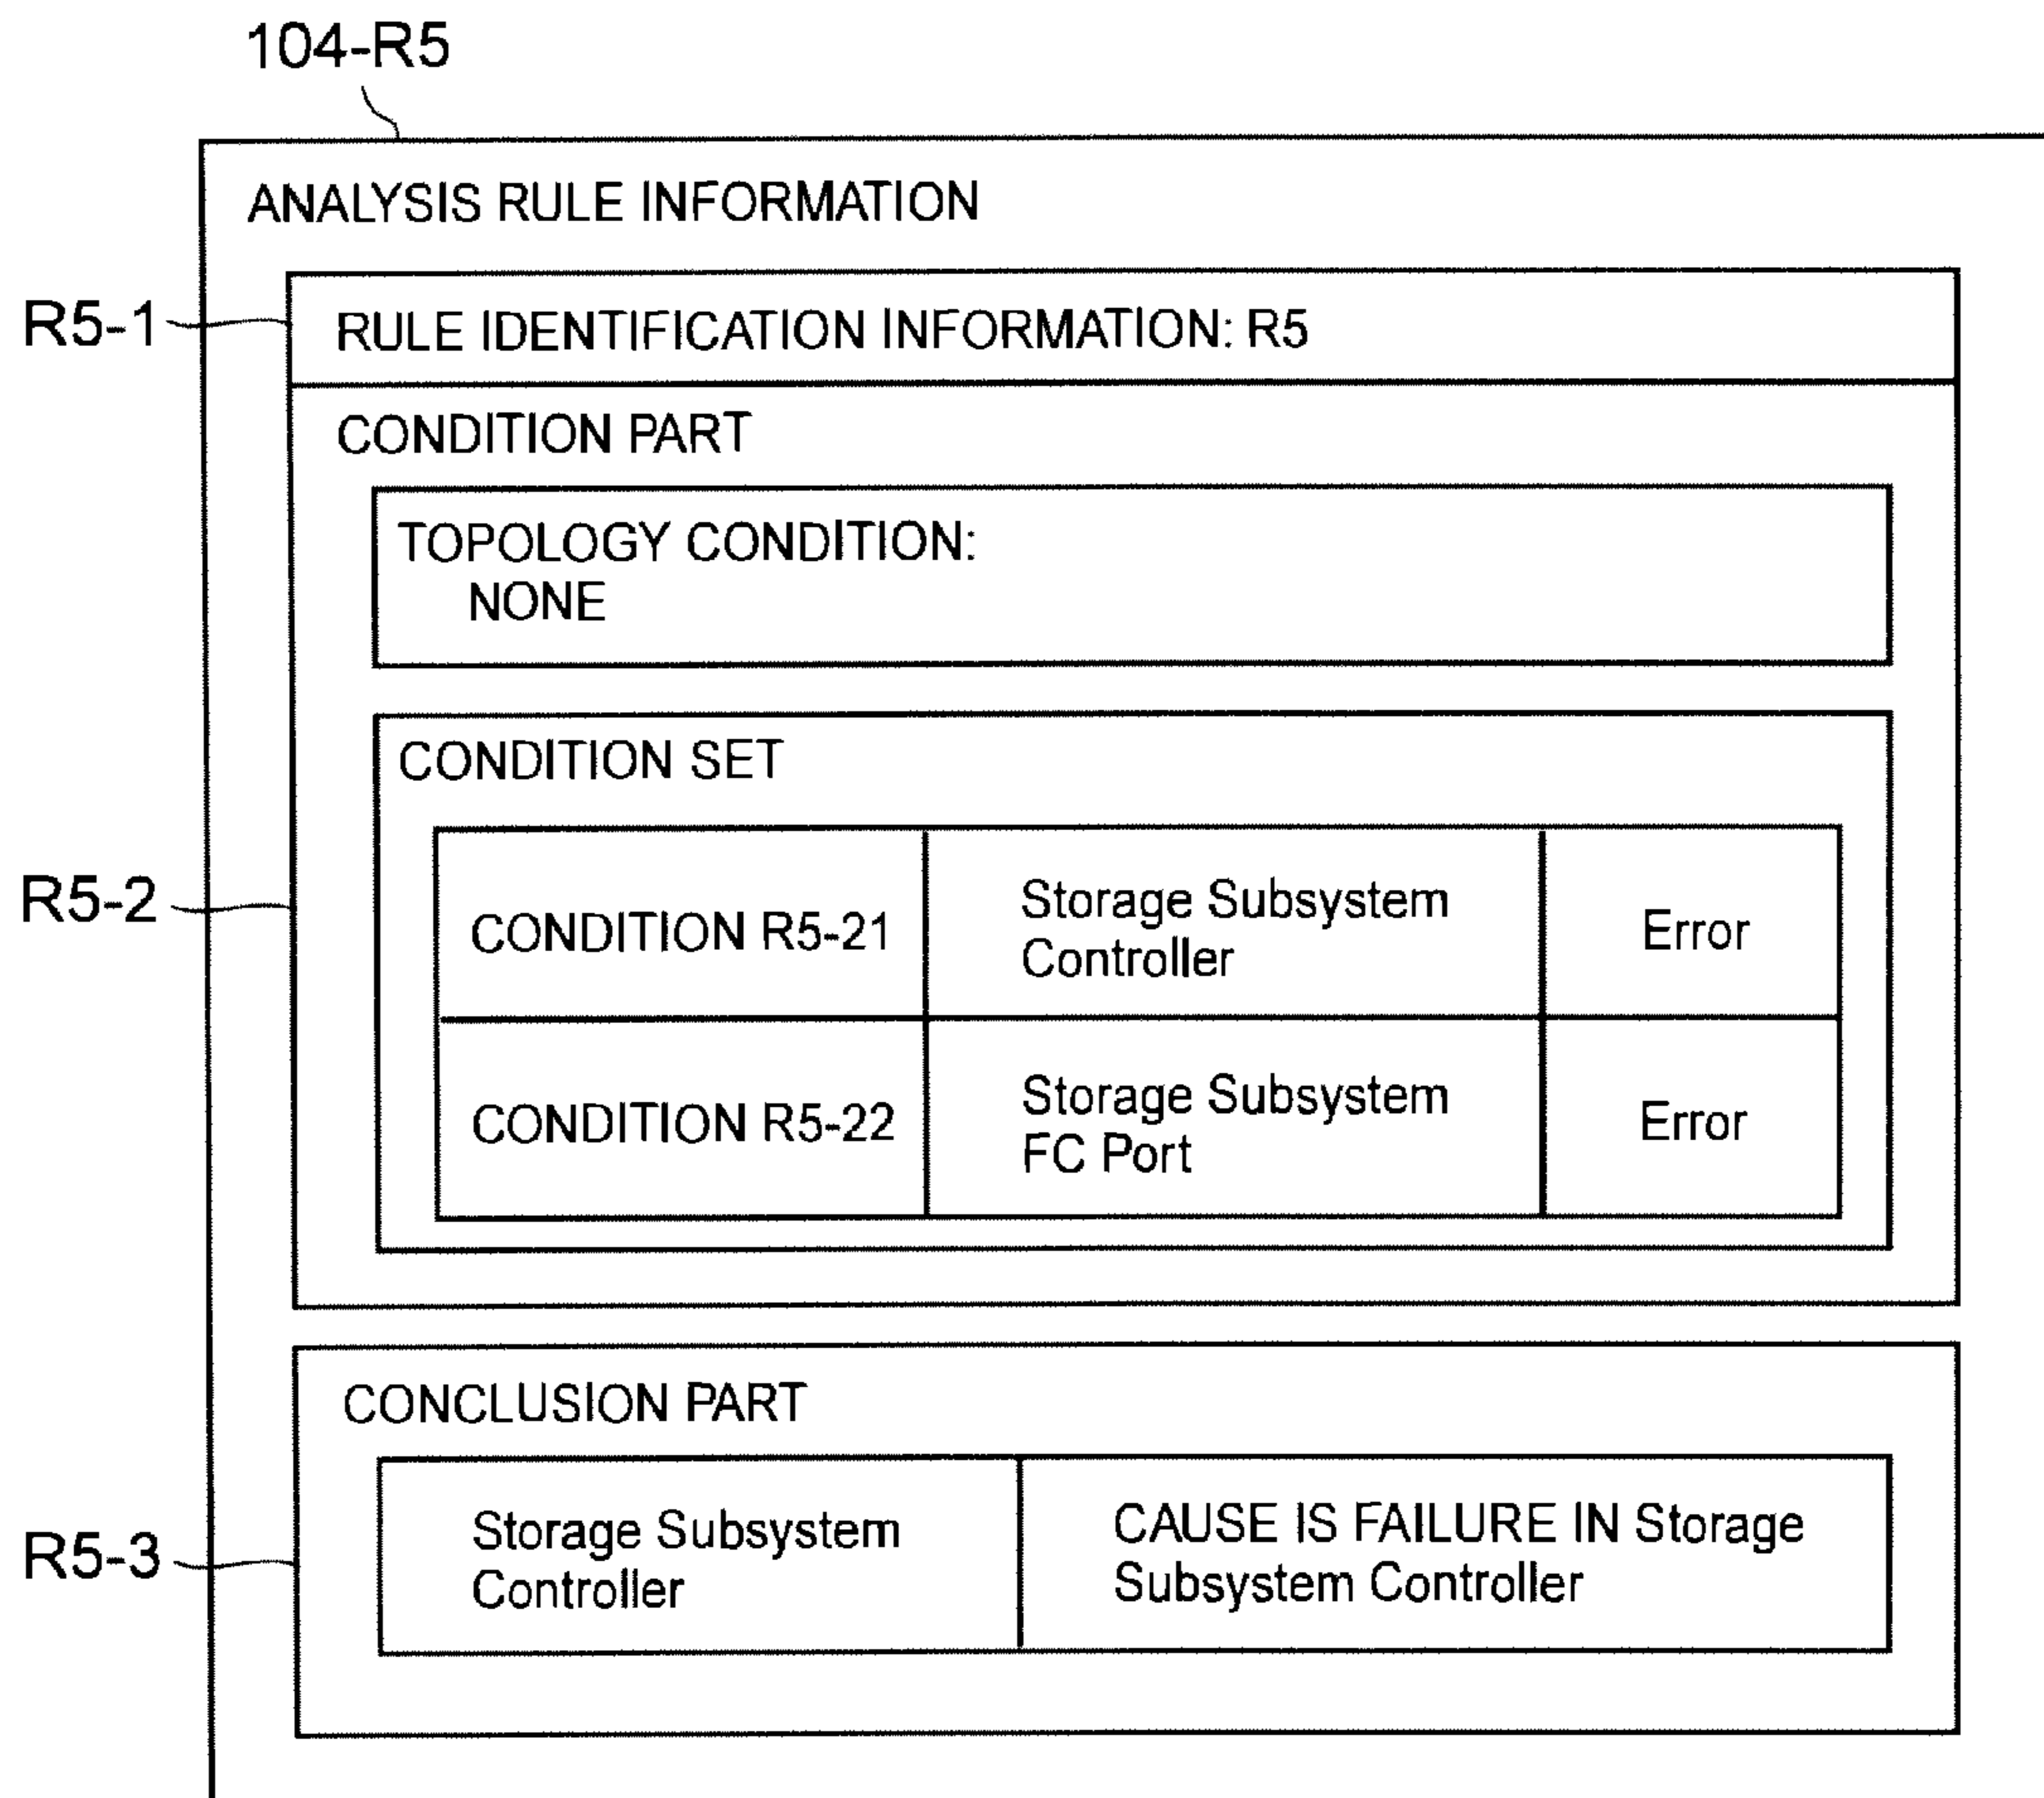 104-R5
ANALYSIS RULE INFORMATION
R5-1
RULE IDENTIFICATION INFORMATION: R5
CONDITION PART
TOPOLOGY CONDITION:
NONE
CONDITION SET
R5-2
CONDITION R5-21
Storage Subsystem
Controller
Error
CONDITION R5-22
Storage Subsystem
FC Port
Error
CONCLUSION PART
R5-3
Storage Subsystem
Controller
CAUSE IS FAILURE IN Storage
Subsystem Controller